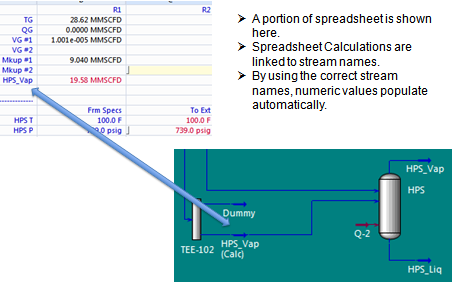 R1 R2
TG 28.62 MMSCFD
QG 0.0000 MMSCFD
VG #1 1.001e-005 MMSCFD
VG #2
Mkup #1 9.040 MMSCFD
Mkup #2
HPS_Vap 19.58 MMSCFD
-------------
Frm Specs To Ext
HPS T 100.0 F 100.0 F
HPS P psig 739.0 psig
➢ A portion of spreadsheet is shown
here.
➢ Spreadsheet Calculations are
linked to stream names.
➢ By using the correct stream
names, numeric values populate
automatically.
HPS_Vap
HPS
Dummy
Q-2
HPS_Vap
(Calc)
TEE-102
HPS_Liq